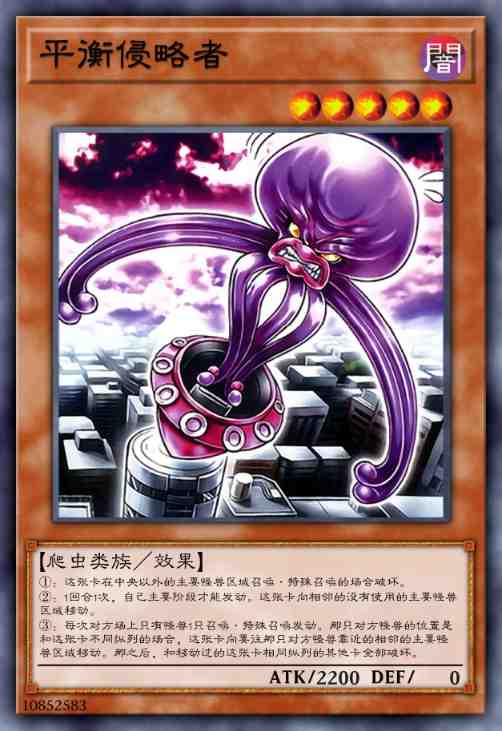 平衡侵略者
闇
【爬虫类族／效果】
①：这张卡在中央以外的主要怪兽区域召唤·特殊召唤的场合破坏。
②：1回合1次，自己主要阶段才能发动。这张卡向相邻的没有使用的主要怪兽
区域移动。
③：每次对方场上只有怪兽1只召唤·特殊召唤发动。那只对方怪兽的位置是
和这张卡不同纵列的场合，这张卡向要注那只对方怪兽靠近的相邻的主要怪
兽区域移动。那之后，和移动过的这张卡相同纵列的其他卡全部破坏。
ATK/2200 DEF/ 0
10852583